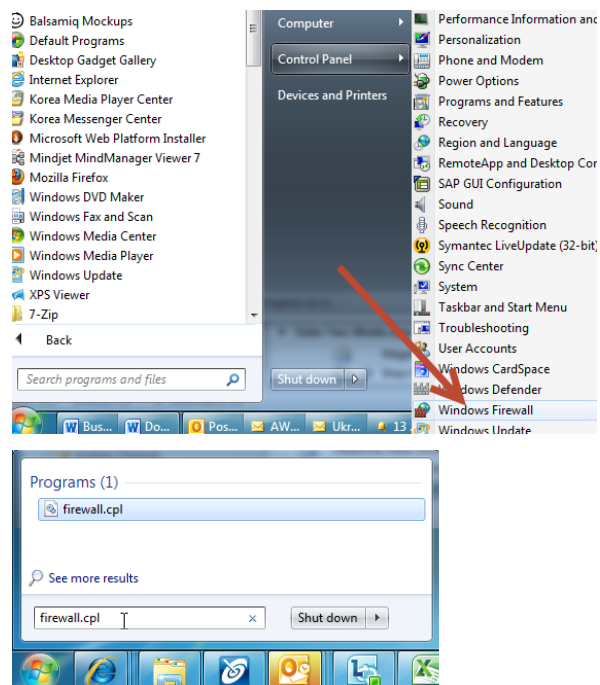 Balsamiq Mockups
Default Programs
Desktop Gadget Gallery
Internet Explorer
Korea Media Player Center
Korea Messenger Center
Microsoft Web Platform Installer
Mindjet MindManager Viewer 7
Mozilla Firefox
Windows DVD Maker
Windows Fax and Scan
Windows Media Center
Windows Media Player
Windows Update
XPS Viewer
7-Zip
Back
Search programs and files
Computer
Control Panel
Devices and Printers
Shut down
Performance Information and
Personalization
Phone and Modem
Power Options
Programs and Features
Recovery
Region and Language
RemoteApp and Desktop Con
SAP GUI Configuration
Sound
Speech Recognition
Symantec LiveUpdate (32-bit)
Sync Center
System
Taskbar and Start Menu
Troubleshooting
User Accounts
Windows CardSpace
Windows Defender
Windows Firewall
Windows Update
Bus... Do... Pos... AW... Ukr... 13
Programs (1)
firewall.cpl
See more results
firewall.cpl
Shut down